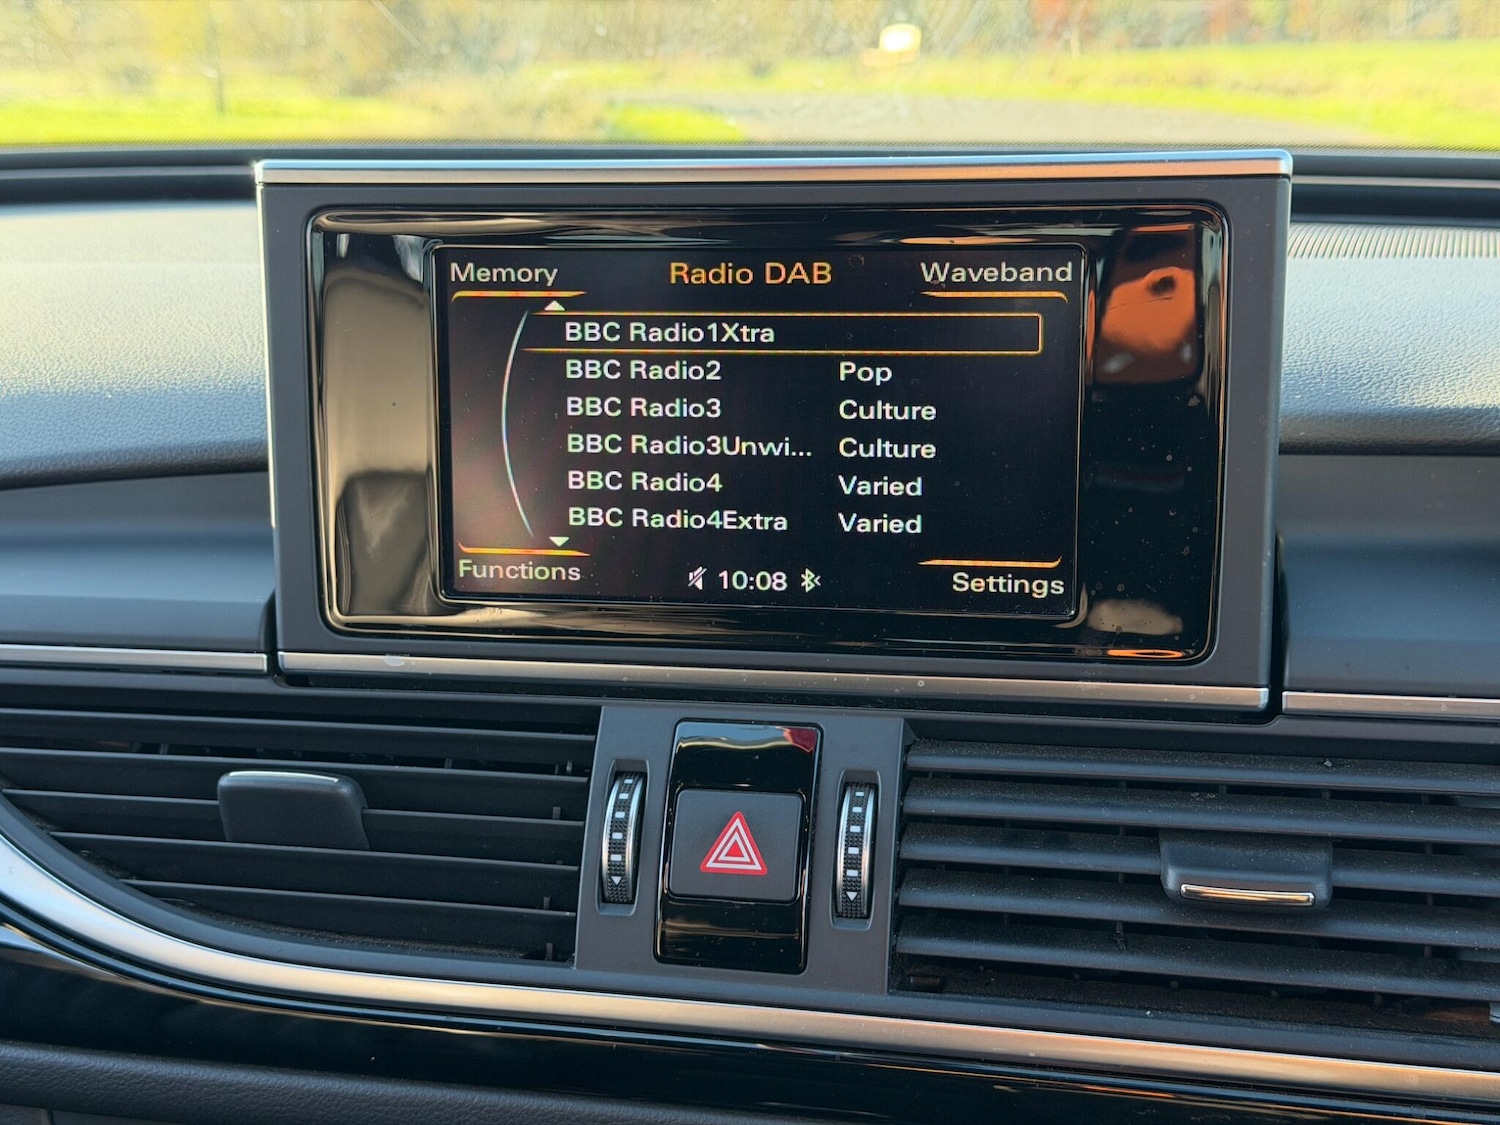 Memory Radio DAB Waveband
BBC Radio1Xtra
BBC Radio2 Pop
BBC Radio3 Culture
BBC Radio3Unwi... Culture
BBC Radio4 Varied
BBC Radio4Extra Varied
Functions 10:08 Settings